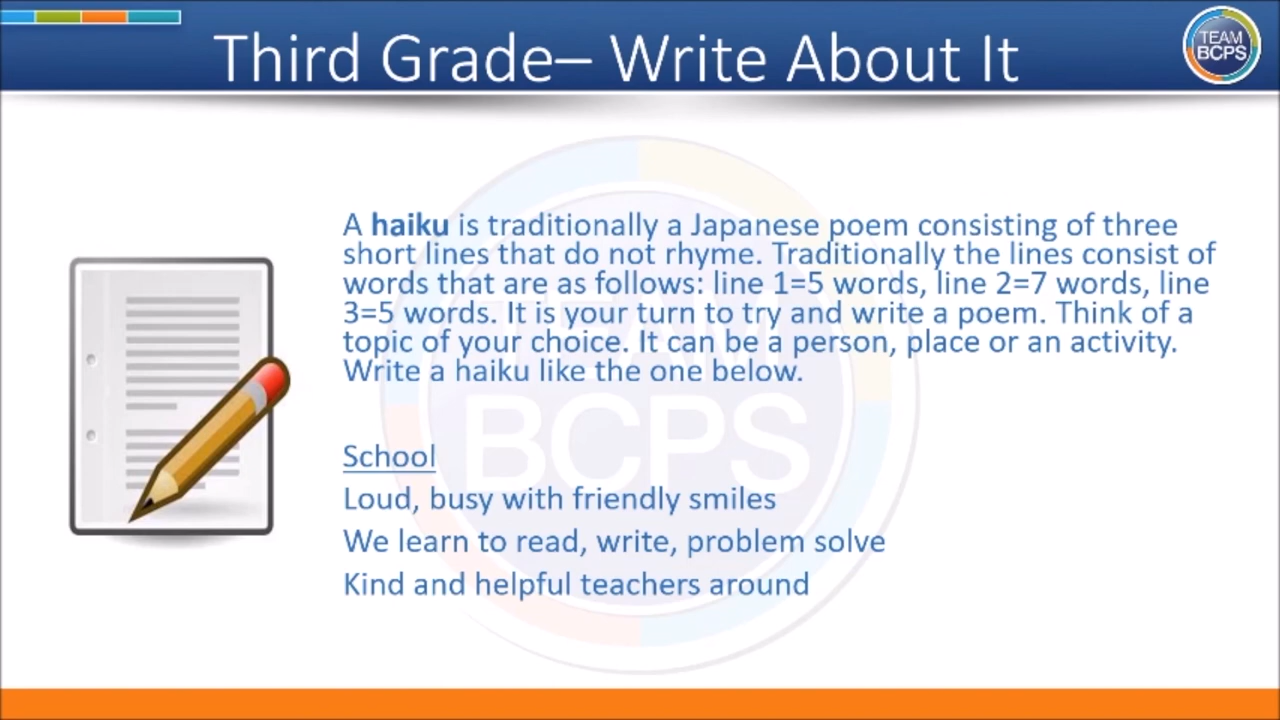 Third Grade– Write About It
TEAM
BCPS
A haiku is traditionally a Japanese poem consisting of three
short lines that do not rhyme. Traditionally the lines consist of
words that are as follows: line 1=5 words, line 2=7 words, line
3=5 words. It is your turn to try and write a poem. Think of a
topic of your choice. It can be a person, place or an activity.
Write a haiku like the one below.
School
Loud, busy with friendly smiles
We learn to read, write, problem solve
Kind and helpful teachers around
TEAM
BCPS